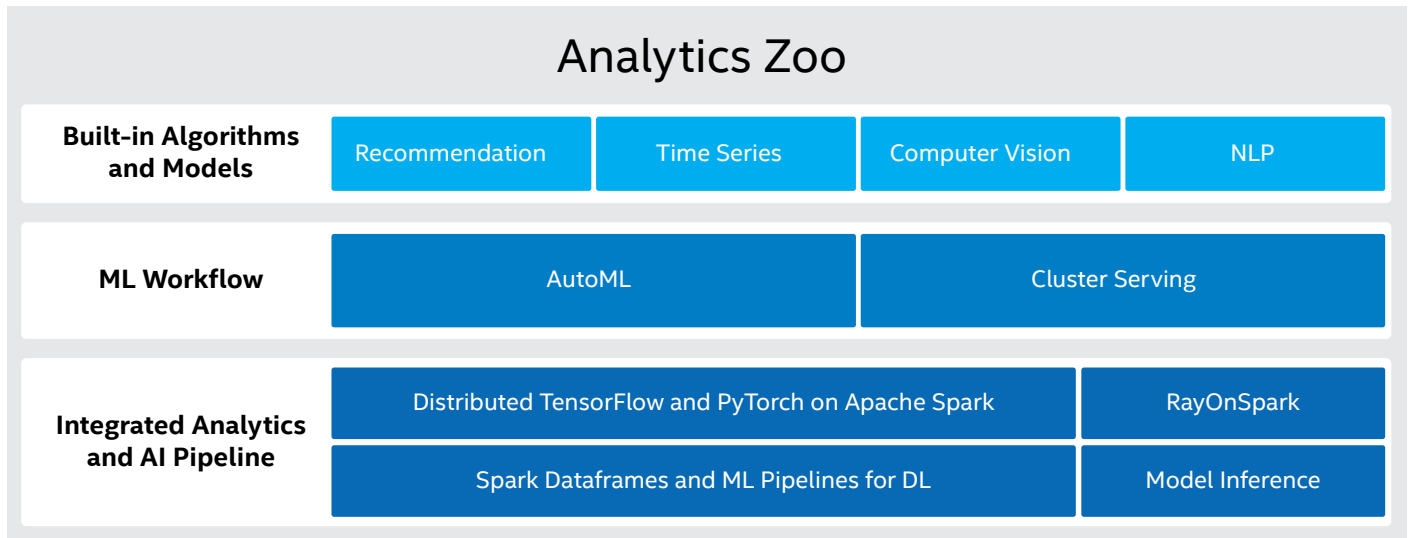 Analytics Zoo
Built-in Algorithms
and Models
Recommendation
Time Series
Computer Vision
NLP
ML Workflow
AutoML
Cluster Serving
Integrated Analytics
and AI Pipeline
Distributed TensorFlow and PyTorch on Apache Spark
RayOnSpark
Spark Dataframes and ML Pipelines for DL
Model Inference